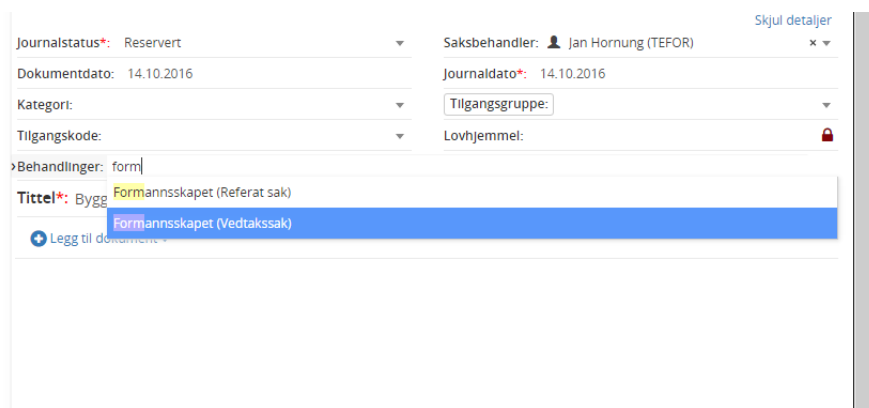 Skjul detaljer
Journalstatus*: Reservert
Saksbehandler: Jan Hornung (TEFOR)
Dokumentdato: 14.10.2016
Journaldato*: 14.10.2016
Kategori:
Tilgangsgruppe:
Tilgangskode:
Lovhjemmel:
Behandlinger: form
Formannsskapet (Referat sak)
Tittel*: Bygg
Formannsskapet (Vedtakssak)
Legg til dokument